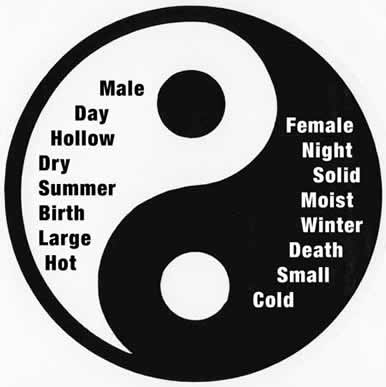 Male
Day
Hollow
Dry
Summer
Birth
Large
Hot
Female
Night
Solid
Moist
Winter
Death
Small
Cold